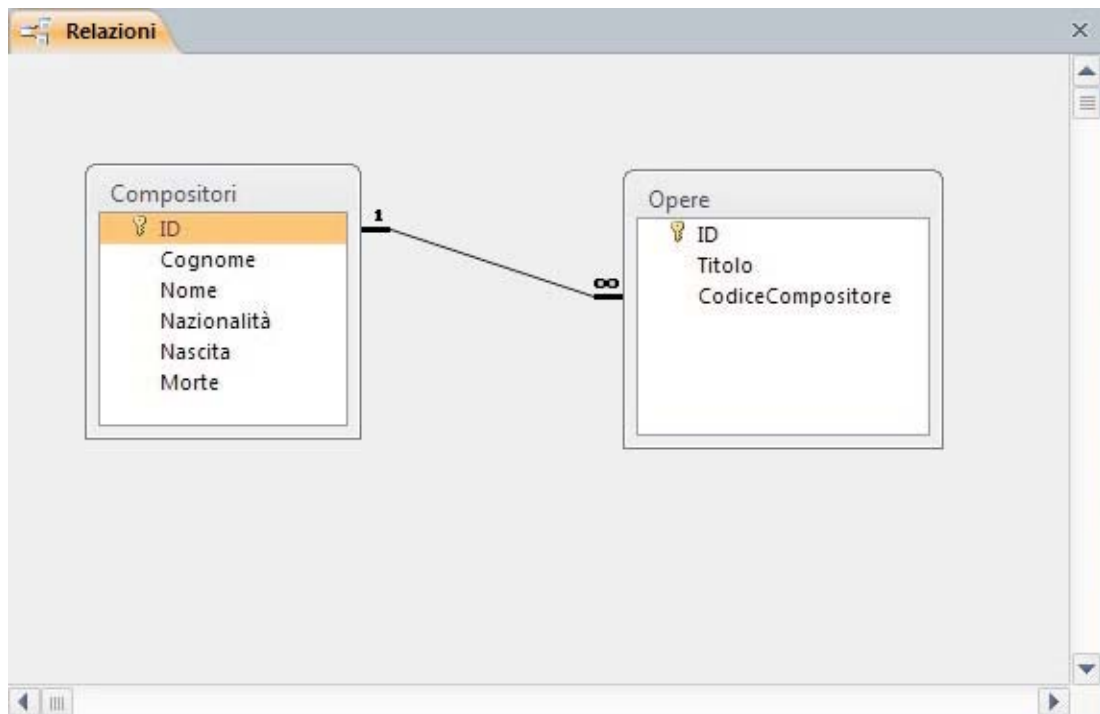 Relazioni
Compositori
ID
Cognome
Nome
Nazionalità
Nascita
Morte
1
∞
Opere
ID
Titolo
CodiceCompositore